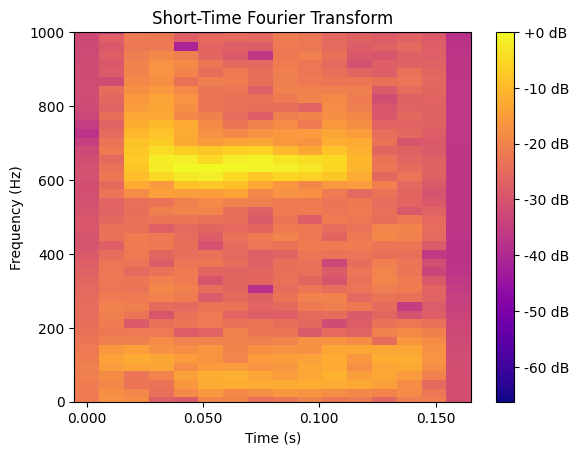 Short-Time Fourier Transform
1000
800
600
400
200
0
Frequency (Hz)
0.000
0.050
0.100
0.150
Time (s)
+0 dB
-10 dB
-20 dB
-30 dB
-40 dB
-50 dB
-60 dB